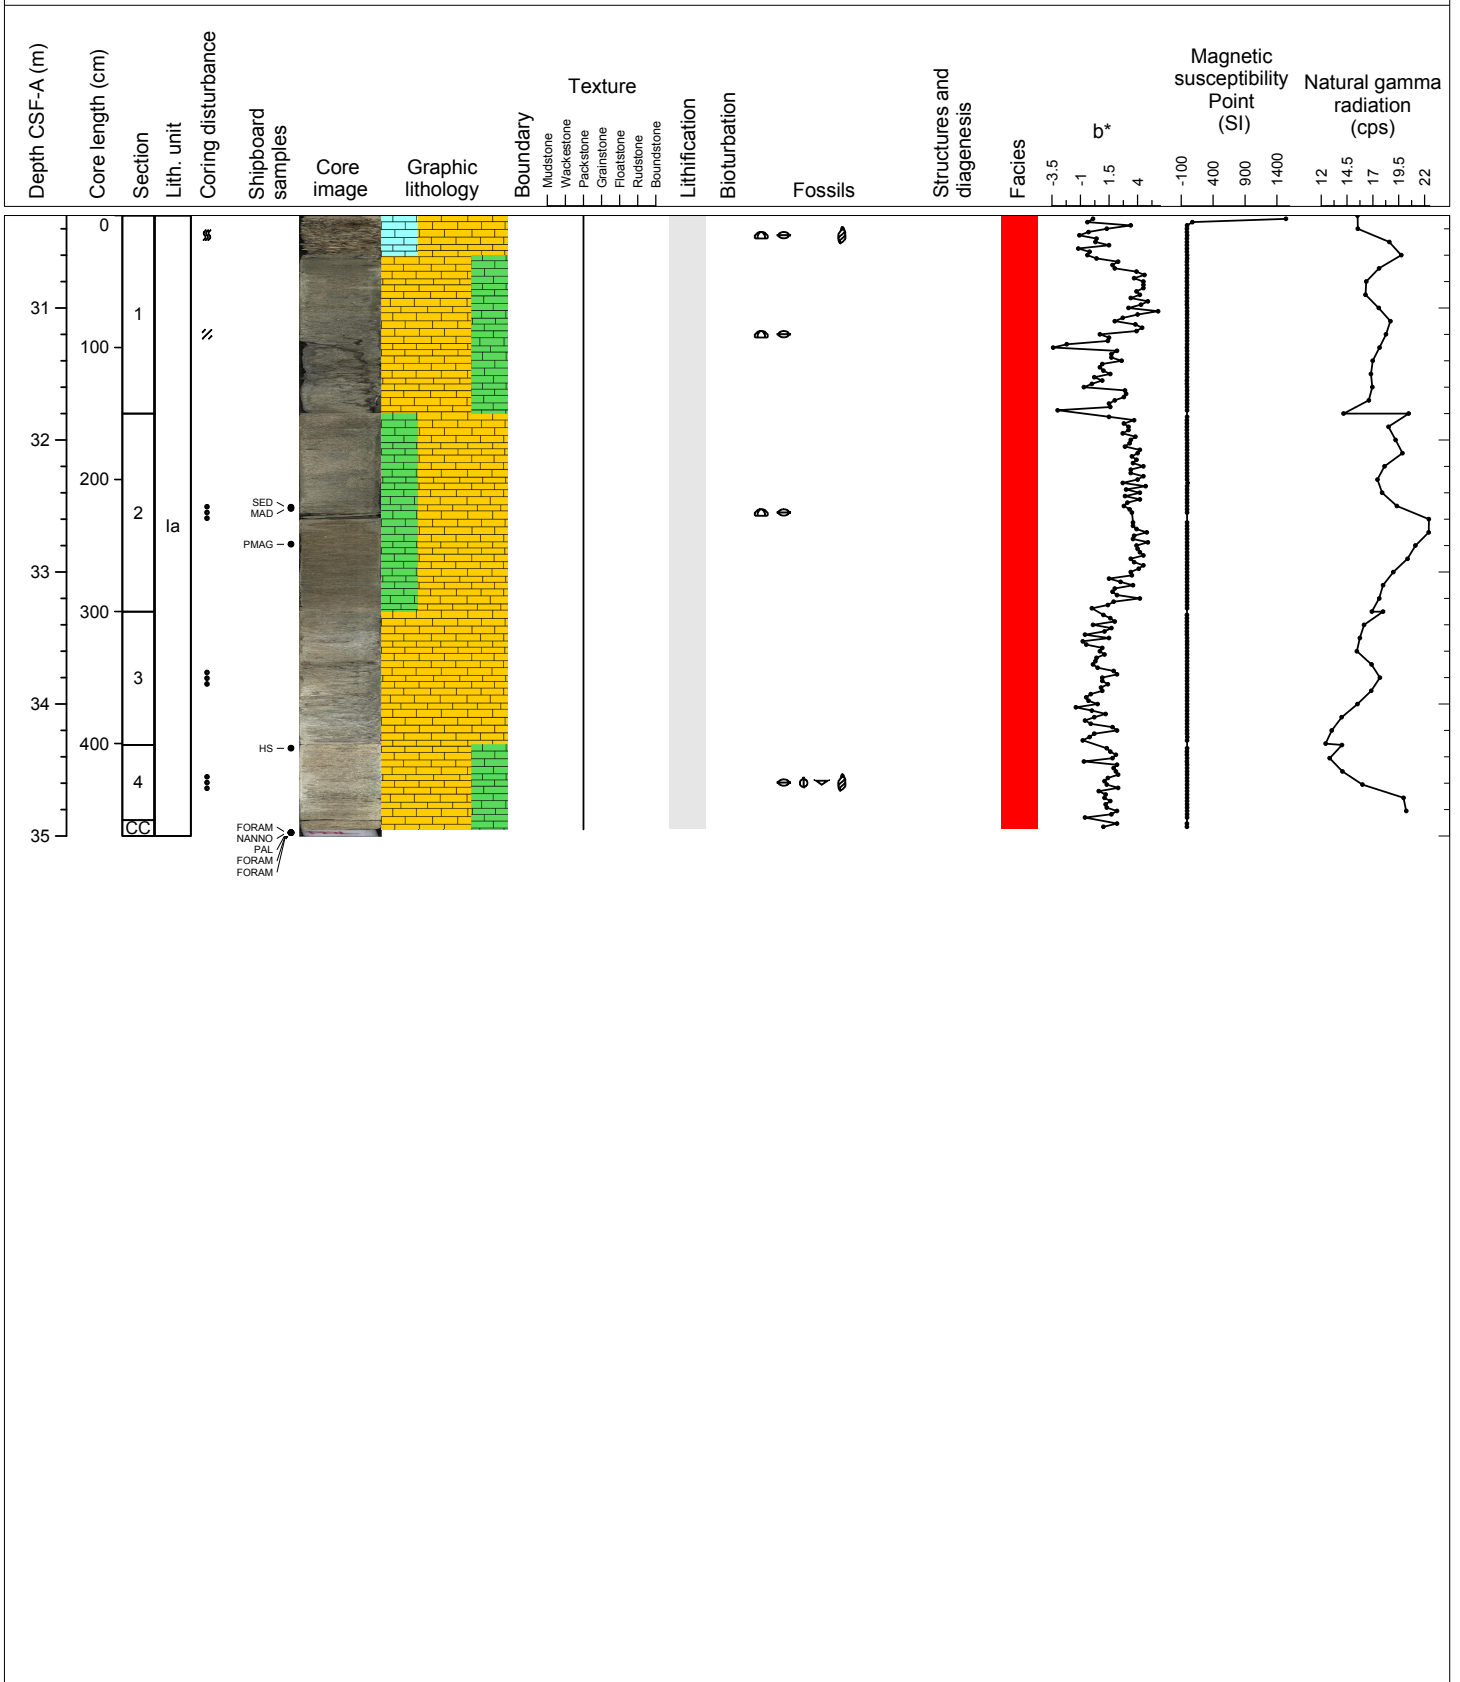 Depth CSF-A (m)
Core length (cm)
Section
Lith. unit
Coring disturbance
Shipboard
samples
Core
image
Graphic
lithology
Boundary
Texture
Mudstone
Wackestone
Packstone
Grainstone
Floatstone
Rudstone
Boundstone
Lithification
Bioturbation
Fossils
Structures and
diagenesis
Facies
b*
-3.5
-1
1.5
4
Magnetic
susceptibility
Point
(SI)
-100
400
900
1400
Natural gamma
radiation
(cps)
12
14.5
17
19.5
22
31
32
33
34
35
0
100
200
300
400
1
2
3
4
CC
Ia
SED
MAD
PMAG
HS
FORAM
NANNO
PAL
FORAM
FORAM